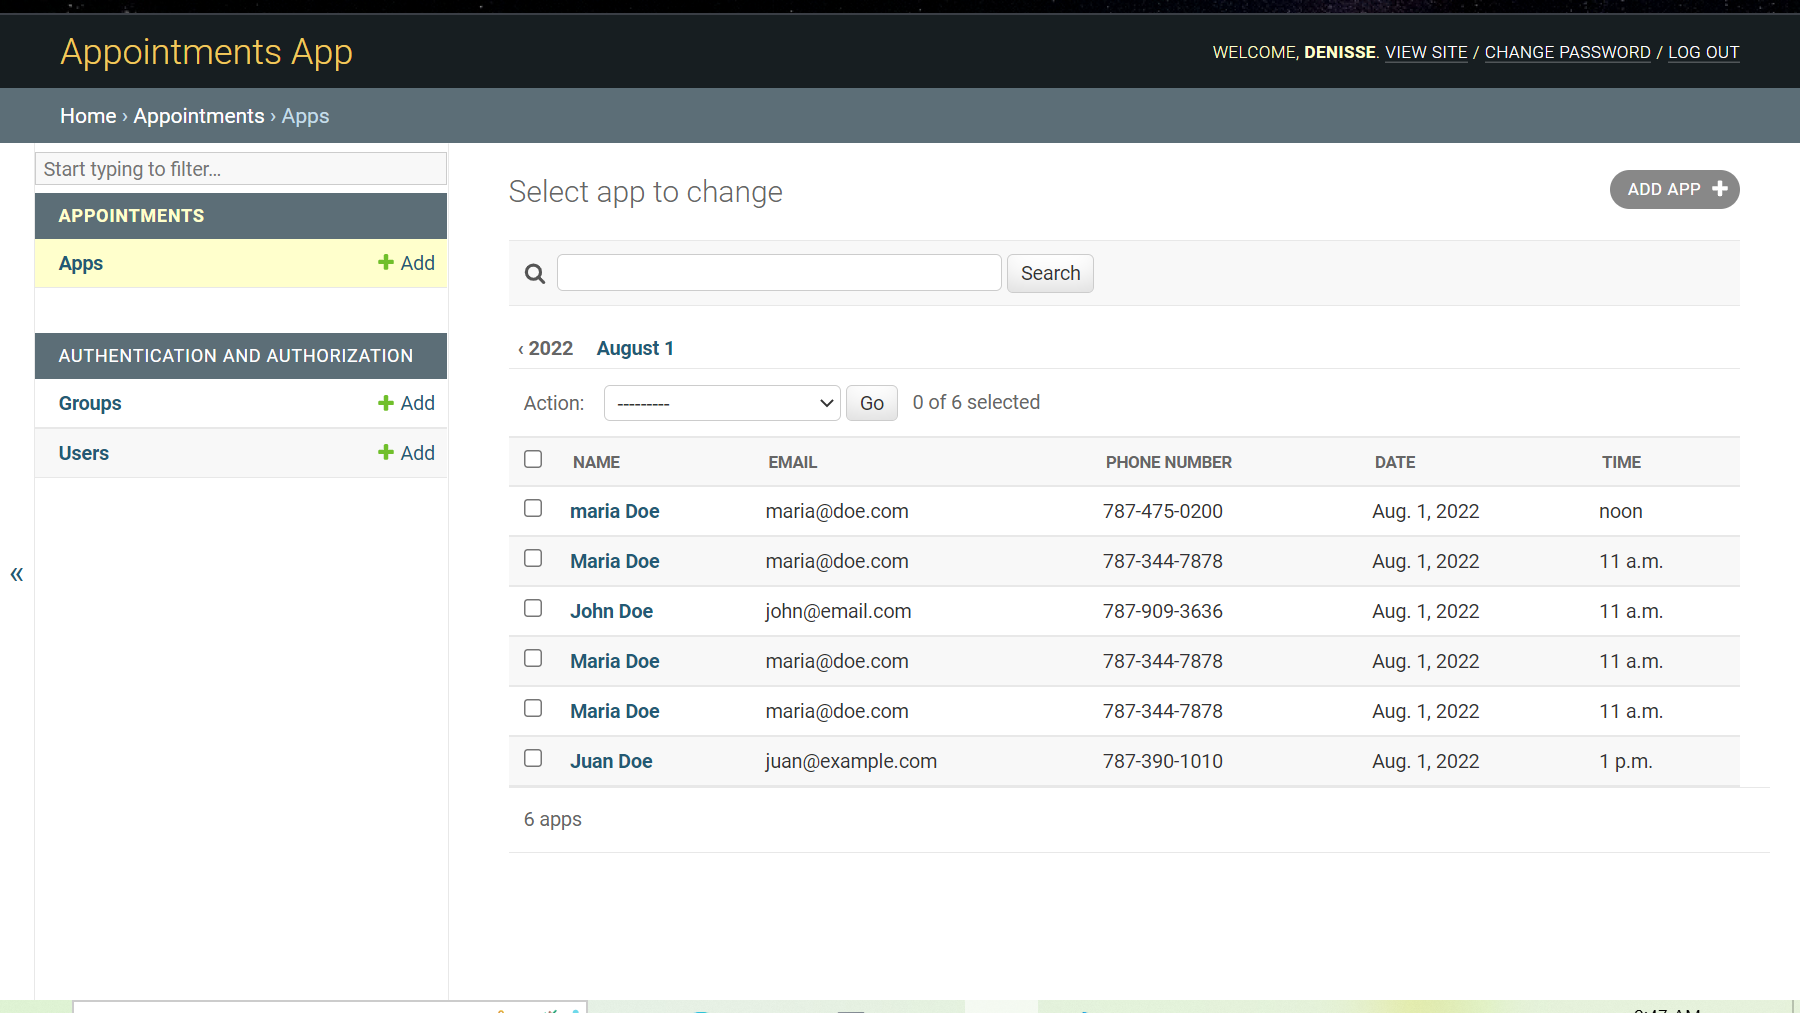 Appointments App
WELCOME, DENISSE. VIEW SITE / CHANGE PASSWORD / LOG OUT
Home › Appointments › Apps
Start typing to filter...
APPOINTMENTS
Apps + Add
AUTHENTICATION AND AUTHORIZATION
Groups + Add
Users + Add
«
Select app to change
ADD APP +
Search
‹ 2022 August 1
Action: --------- Go 0 of 6 selected
NAME EMAIL PHONE NUMBER DATE TIME
maria Doe maria@doe.com 787-475-0200 Aug. 1, 2022 noon
Maria Doe maria@doe.com 787-344-7878 Aug. 1, 2022 11 a.m.
John Doe john@email.com 787-909-3636 Aug. 1, 2022 11 a.m.
Maria Doe maria@doe.com 787-344-7878 Aug. 1, 2022 11 a.m.
Maria Doe maria@doe.com 787-344-7878 Aug. 1, 2022 11 a.m.
Juan Doe juan@example.com 787-390-1010 Aug. 1, 2022 1 p.m.
6 apps